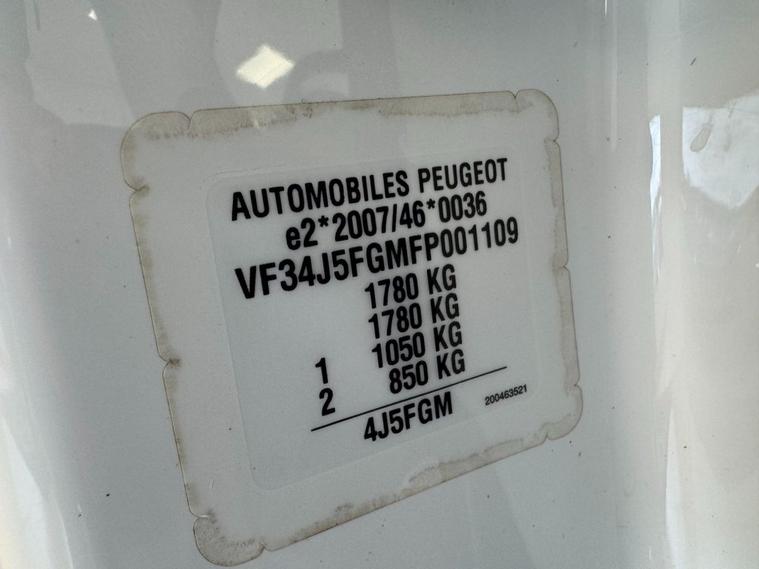 AUTOMOBILES PEUGEOT
e2*2007/46*0036
VF34J5FGMFP001109
1780 KG
1780 KG
1 1050 KG
2 850 KG
4J5FGM
200463521